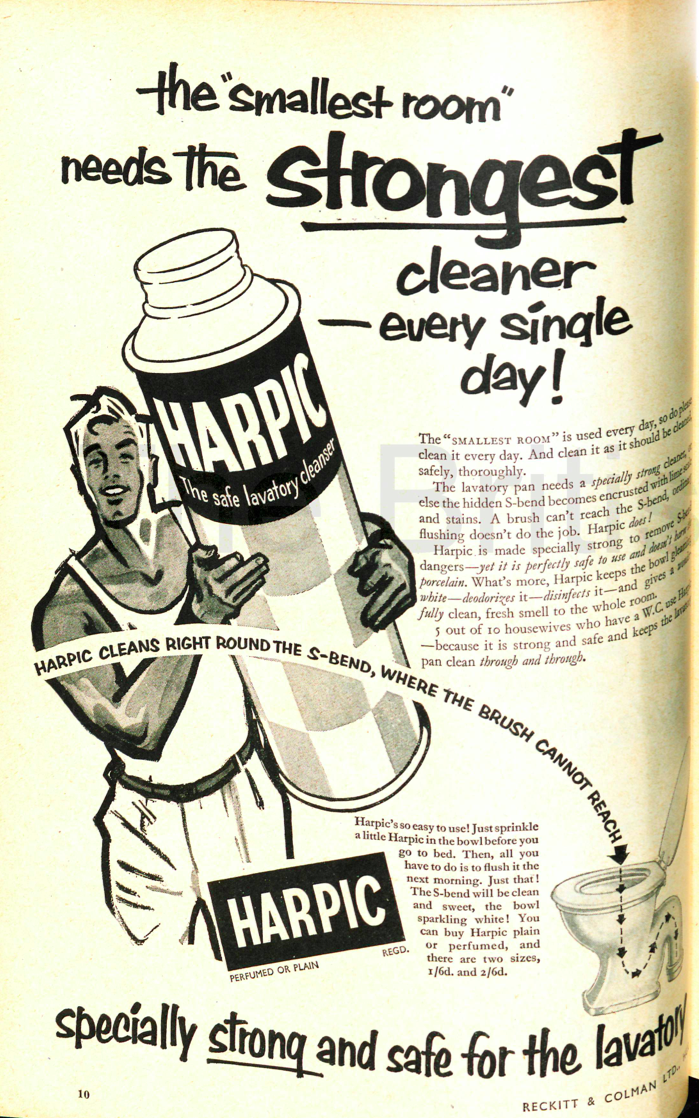 the "smallest room"
needs the strongest
cleaner
— every single
day!
HARPIC
The safe lavatory cleanser
The "SMALLEST ROOM" is used every day, so do please
clean it every day. And clean it as it should be cleaned,
safely, thoroughly.
The lavatory pan needs a specially strong cleaner,
else the hidden S-bend becomes encrusted with lime
and stains. A brush can't reach the S-bend,
flushing doesn't do the job. Harpic does!
Harpic is made specially strong to remove
dangers—yet it is perfectly safe to use and doesn't
porcelain. What's more, Harpic keeps the bowl
white—deodorizes it—disinfects it—and gives a
fully clean, fresh smell to the whole room.
5 out of 10 housewives who have a W.C. use
—because it is strong and safe and keeps the
pan clean through and through.
HARPIC CLEANS RIGHT ROUND THE S-BEND, WHERE THE BRUSH CANNOT REACH
Harpic's so easy to use! Just sprinkle
a little Harpic in the bowl before you
go to bed. Then, all you
have to do is to flush it the
next morning. Just that!
The S-bend will be clean
and sweet, the bowl
sparkling white! You
can buy Harpic plain
or perfumed, and
there are two sizes,
1/6d. and 2/6d.
HARPIC
REGD.
PERFUMED OR PLAIN
specially strong and safe for the lavatory
10
RECKITT & COLMAN LTD.,